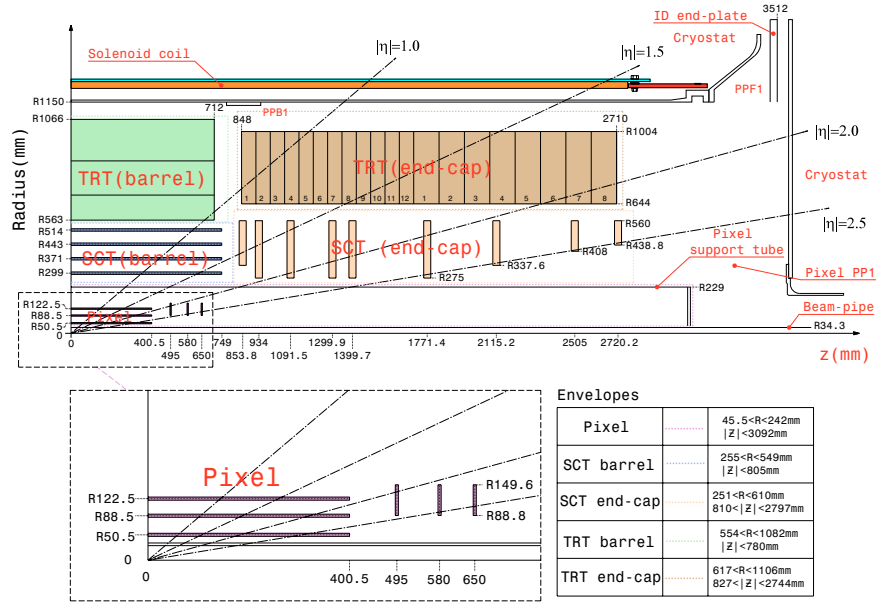 3512
ID end-plate
Cryostat
|η|=1.0
|η|=1.5
Solenoid coil
PPF1
R1150
712
PPB1
R1066
848
2710
R1004
|η|=2.0
TRT(barrel)
TRT(end-cap)
Radius(mm)
Cryostat
1 2 3 4 5 6 7 8 9 10 11 12 1 2 3 4 5 6 7 8
R644
R563
R560
R514
|η|=2.5
R443
SCT (end-cap)
R438.8
Pixel
support tube
R408
SCT(barrel)
R371
R337.6
R299
R275
Pixel PP1
R229
R122.5
Beam-pipe
R88.5
Pixel
R50.5
R34.3
0
0
400.5
580
749
934
1299.9
1771.4
2115.2
2505
2720.2
495
650
853.8
1091.5
1399.7
z(mm)
Envelopes
Pixel
45.5<R<242mm
|Z|<3092mm
SCT barrel
255<R<549mm
|Z|<805mm
SCT end-cap
251<R<610mm
810<|Z|<2797mm
TRT barrel
554<R<1082mm
|Z|<780mm
TRT end-cap
617<R<1106mm
827<|Z|<2744mm
Pixel
R149.6
R122.5
R88.5
R88.8
R50.5
0
0
400.5
495
580
650